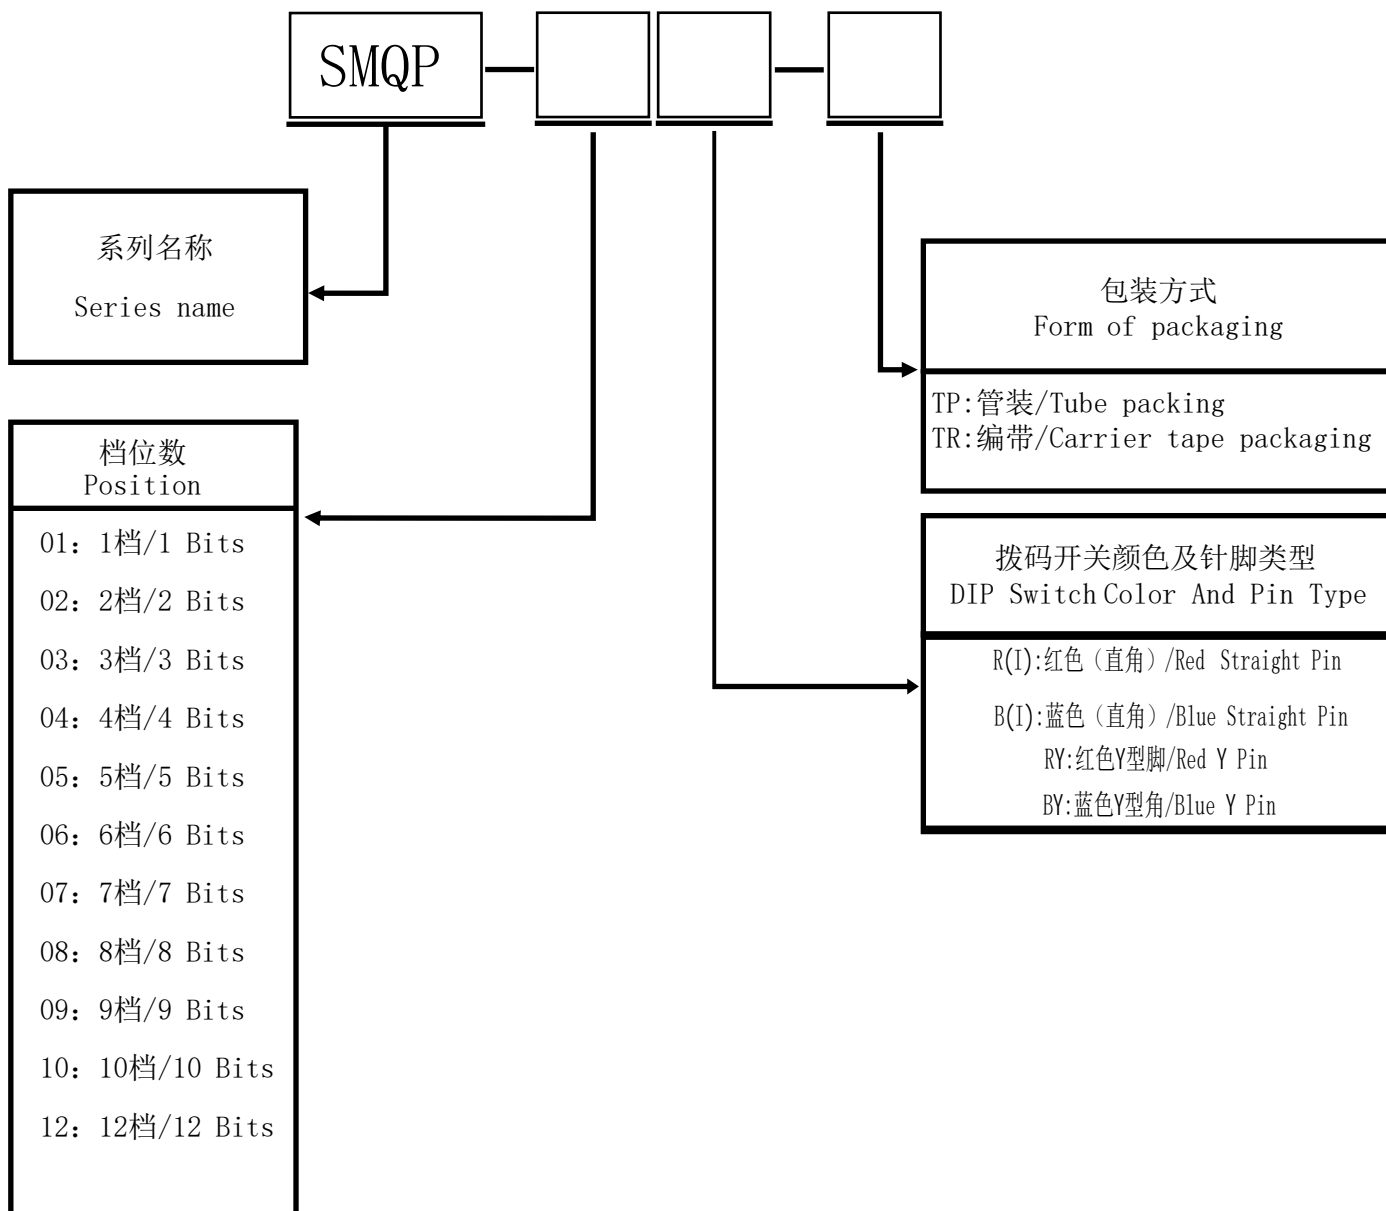 SMQP
系列名称
Series name
包装方式
Form of packaging
TP:管装/Tube packing
TR:编带/Carrier tape packaging
档位数
Position
01: 1档/1 Bits
02: 2档/2 Bits
03: 3档/3 Bits
04: 4档/4 Bits
05: 5档/5 Bits
06: 6档/6 Bits
07: 7档/7 Bits
08: 8档/8 Bits
09: 9档/9 Bits
10: 10档/10 Bits
12: 12档/12 Bits
拨码开关颜色及针脚类型
DIP Switch Color And Pin Type
R(I):红色（直角）/Red Straight Pin
B(I):蓝色（直角）/Blue Straight Pin
RY:红色Y型脚/Red Y Pin
BY:蓝色Y型角/Blue Y Pin